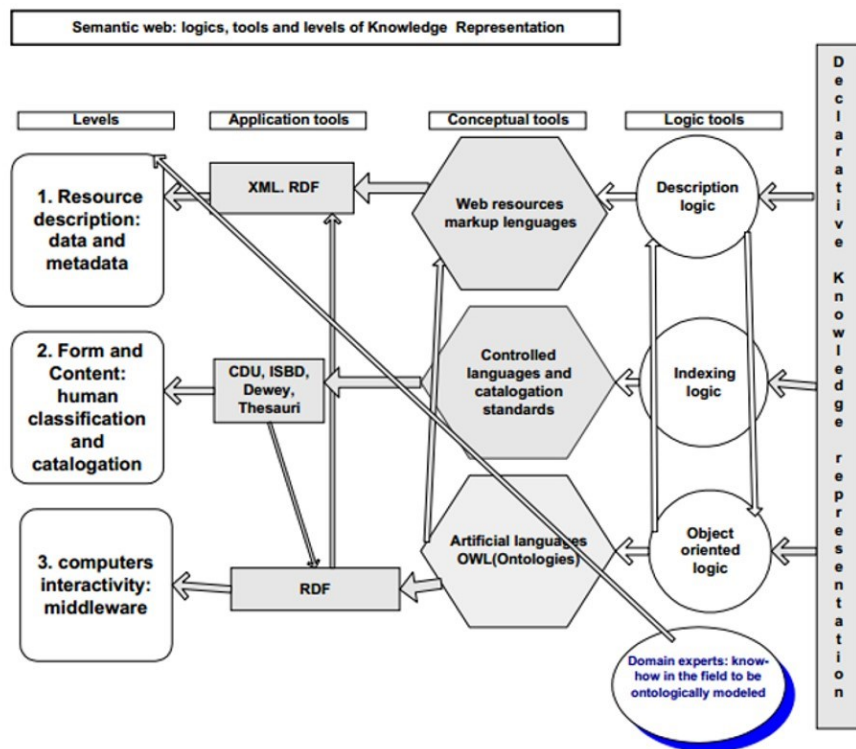 Semantic web: logics, tools and levels of Knowledge Representation
Levels
Application tools
Conceptual tools
Logic tools
1. Resource
description:
data and
metadata
XML. RDF
Web resources
markup lenguages
Description
logic
2. Form and
Content:
human
classification
and
catalogation
CDU, ISBD,
Dewey,
Thesauri
Controlled
languages and
catalogation
standards
Indexing
logic
3. computers
interactivity:
middleware
RDF
Artificial languages
OWL(Ontologies)
Object
oriented
logic
Domain experts: know-
how in the field to be
ontologically modeled
Declarative Knowledge representation